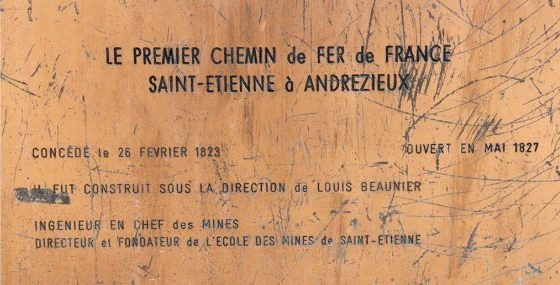 LE PREMIER CHEMIN de FER de FRANCE
SAINT-ETIENNE à ANDREZIEUX
CONCÉDÉ le 26 FEVRIER 1823 OUVERT EN MAI 1827
IL FUT CONSTRUIT SOUS LA DIRECTION de LOUIS BEAUNIER
INGENIEUR EN CHEF des MINES
DIRECTEUR et FONDATEUR de L'ECOLE DES MINES de SAINT-ETIENNE